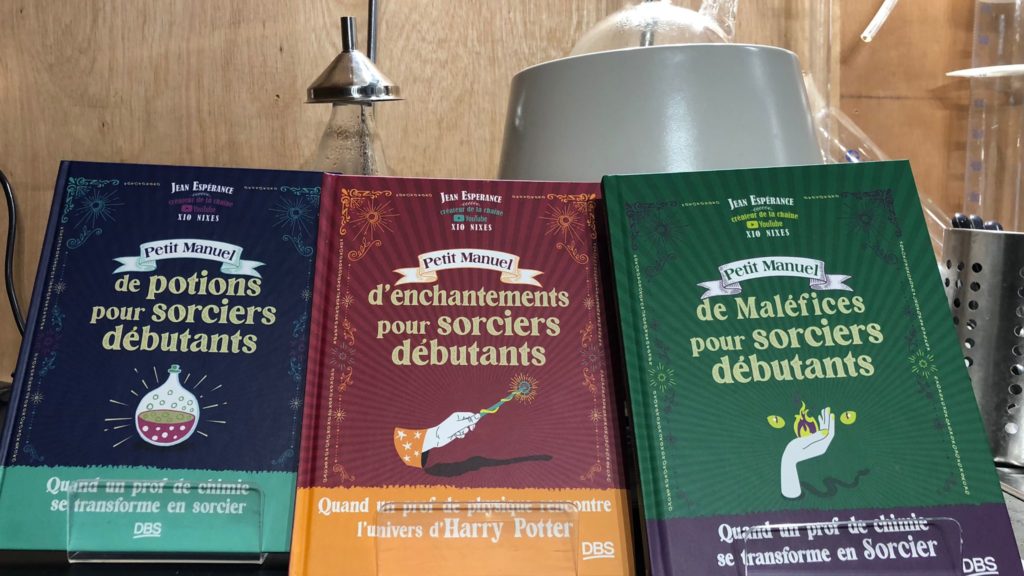 JEAN ESPÉRANCE
créateur de la chaîne
YouTube
XIO NIXES
Petit Manuel
de potions
pour sorciers
débutants
Quand un prof de chimie
se transforme en sorcier
DBS
JEAN ESPÉRANCE
créateur de la chaîne
YouTube
XIO NIXES
Petit Manuel
d'enchantements
pour sorciers
débutants
Quand un prof de physique rencontre
l'univers d'Harry Potter
DBS
JEAN ESPÉRANCE
créateur de la chaîne
YouTube
XIO NIXES
Petit Manuel
de Maléfices
pour sorciers
débutants
Quand un prof de chimie
se transforme en Sorcier
DBS